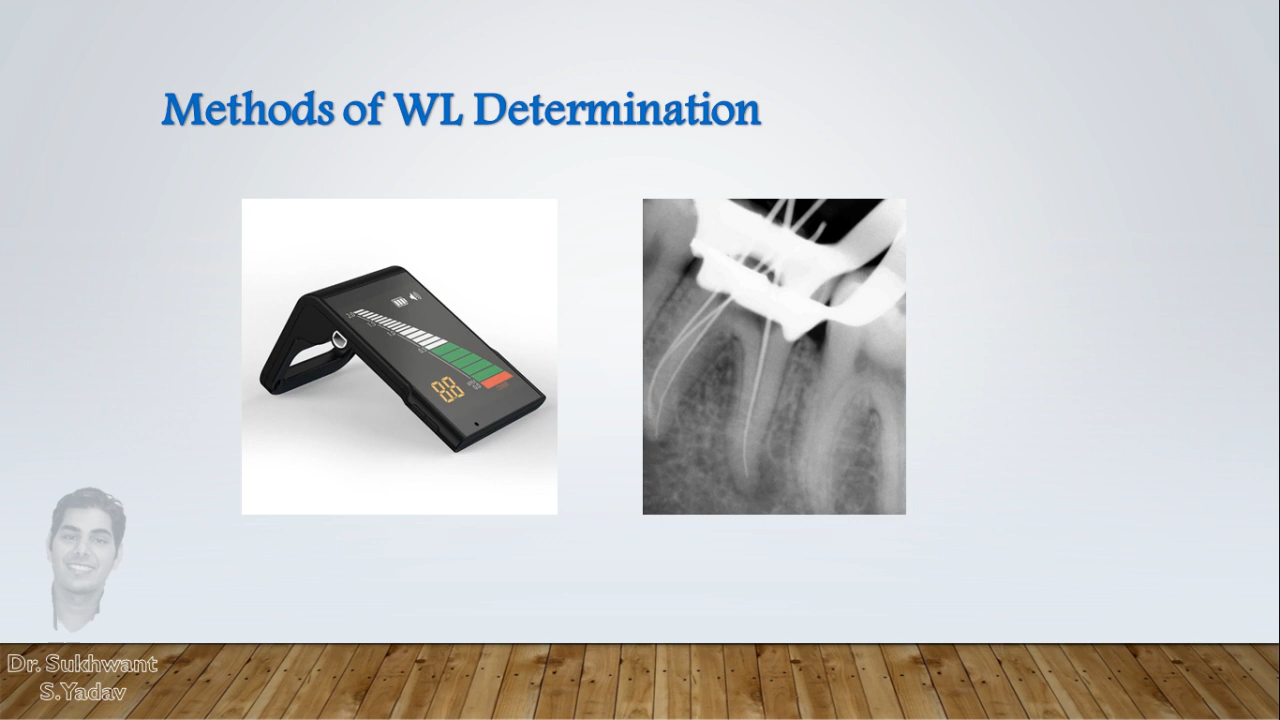 Methods of WL Determination
88
Dr. Sukhwant
S.Yadav